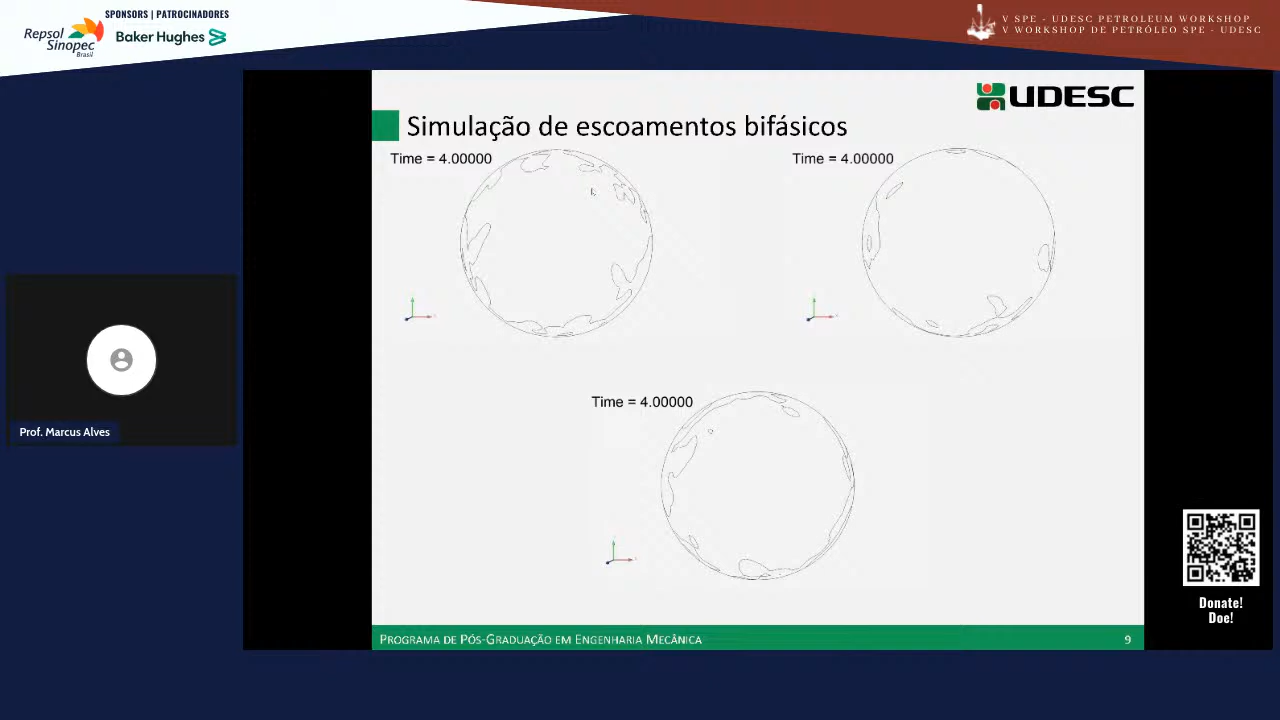 SPONSORS | PATROCINADORES
Repsol
Sinopec
Brasil
Baker Hughes
V SPE - UDESC PETROLEUM WORKSHOP
V WORKSHOP DE PETRÓLEO SPE - UDESC
UDESC
Simulação de escoamentos bifásicos
Time = 4.00000
Time = 4.00000
Time = 4.00000
Prof. Marcus Alves
Donate!
Doe!
PROGRAMA DE PÓS-GRADUAÇÃO EM ENGENHARIA MECÂNICA
9